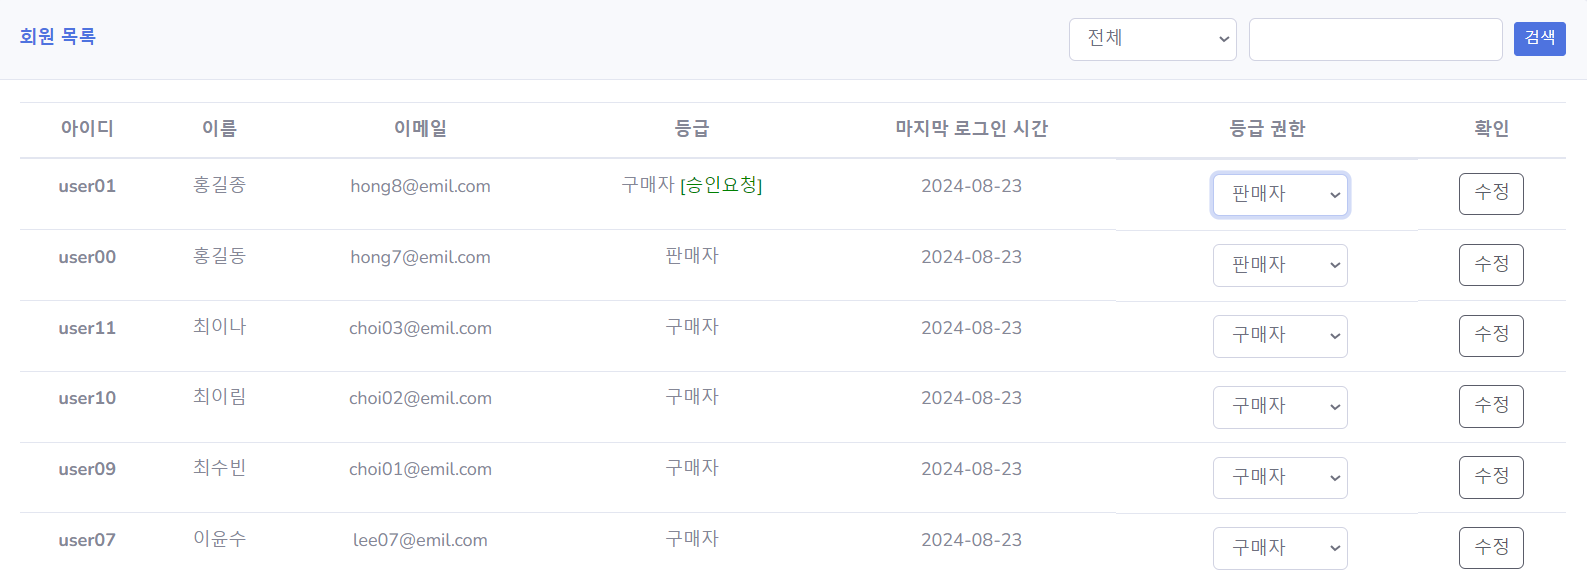 회원 목록 전체 검색
아이디 이름 이메일 등급 마지막 로그인 시간 등급 권한 확인
user01 홍길종 hong8@emil.com 구매자 [승인요청] 2024-08-23 판매자 수정
user00 홍길동 hong7@emil.com 판매자 2024-08-23 판매자 수정
user11 최이나 choi03@emil.com 구매자 2024-08-23 구매자 수정
user10 최이림 choi02@emil.com 구매자 2024-08-23 구매자 수정
user09 최수빈 choi01@emil.com 구매자 2024-08-23 구매자 수정
user07 이윤수 lee07@emil.com 구매자 2024-08-23 구매자 수정